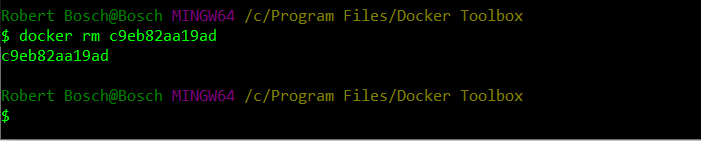 Robert Bosch@Bosch MINGW64 /c/Program Files/Docker Toolbox
$ docker rm c9eb82aa19ad
c9eb82aa19ad
Robert Bosch@Bosch MINGW64 /c/Program Files/Docker Toolbox
$